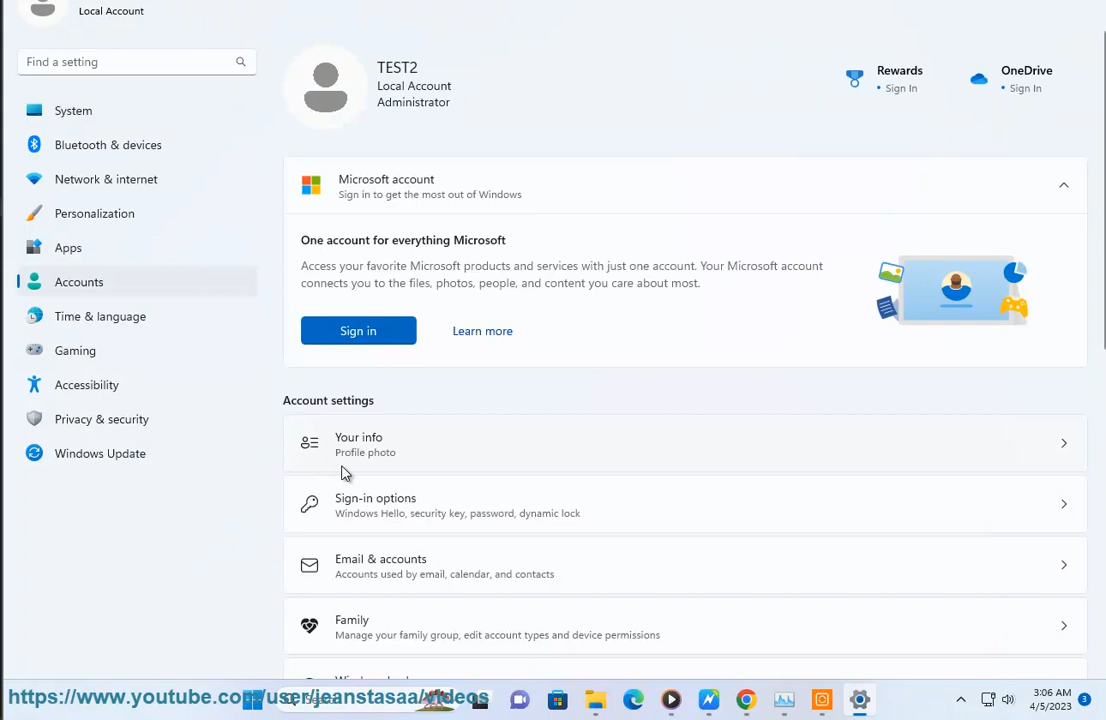 Local Account
Find a setting
System
Bluetooth & devices
Network & internet
Personalization
Apps
Accounts
Time & language
Gaming
Accessibility
Privacy & security
Windows Update
TEST2
Local Account
Administrator
Rewards
• Sign In
OneDrive
• Sign In
Microsoft account
Sign in to get the most out of Windows
One account for everything Microsoft
Access your favorite Microsoft products and services with just one account. Your Microsoft account
connects you to the files, photos, people, and content you care about most.
Sign in
Learn more
Account settings
Your info
Profile photo
Sign-in options
Windows Hello, security key, password, dynamic lock
Email & accounts
Accounts used by email, calendar, and contacts
Family
Manage your family group, edit account types and device permissions
https://www.youtube.com/user/jeanstasaa/videos
3:06 AM
4/5/2023
3